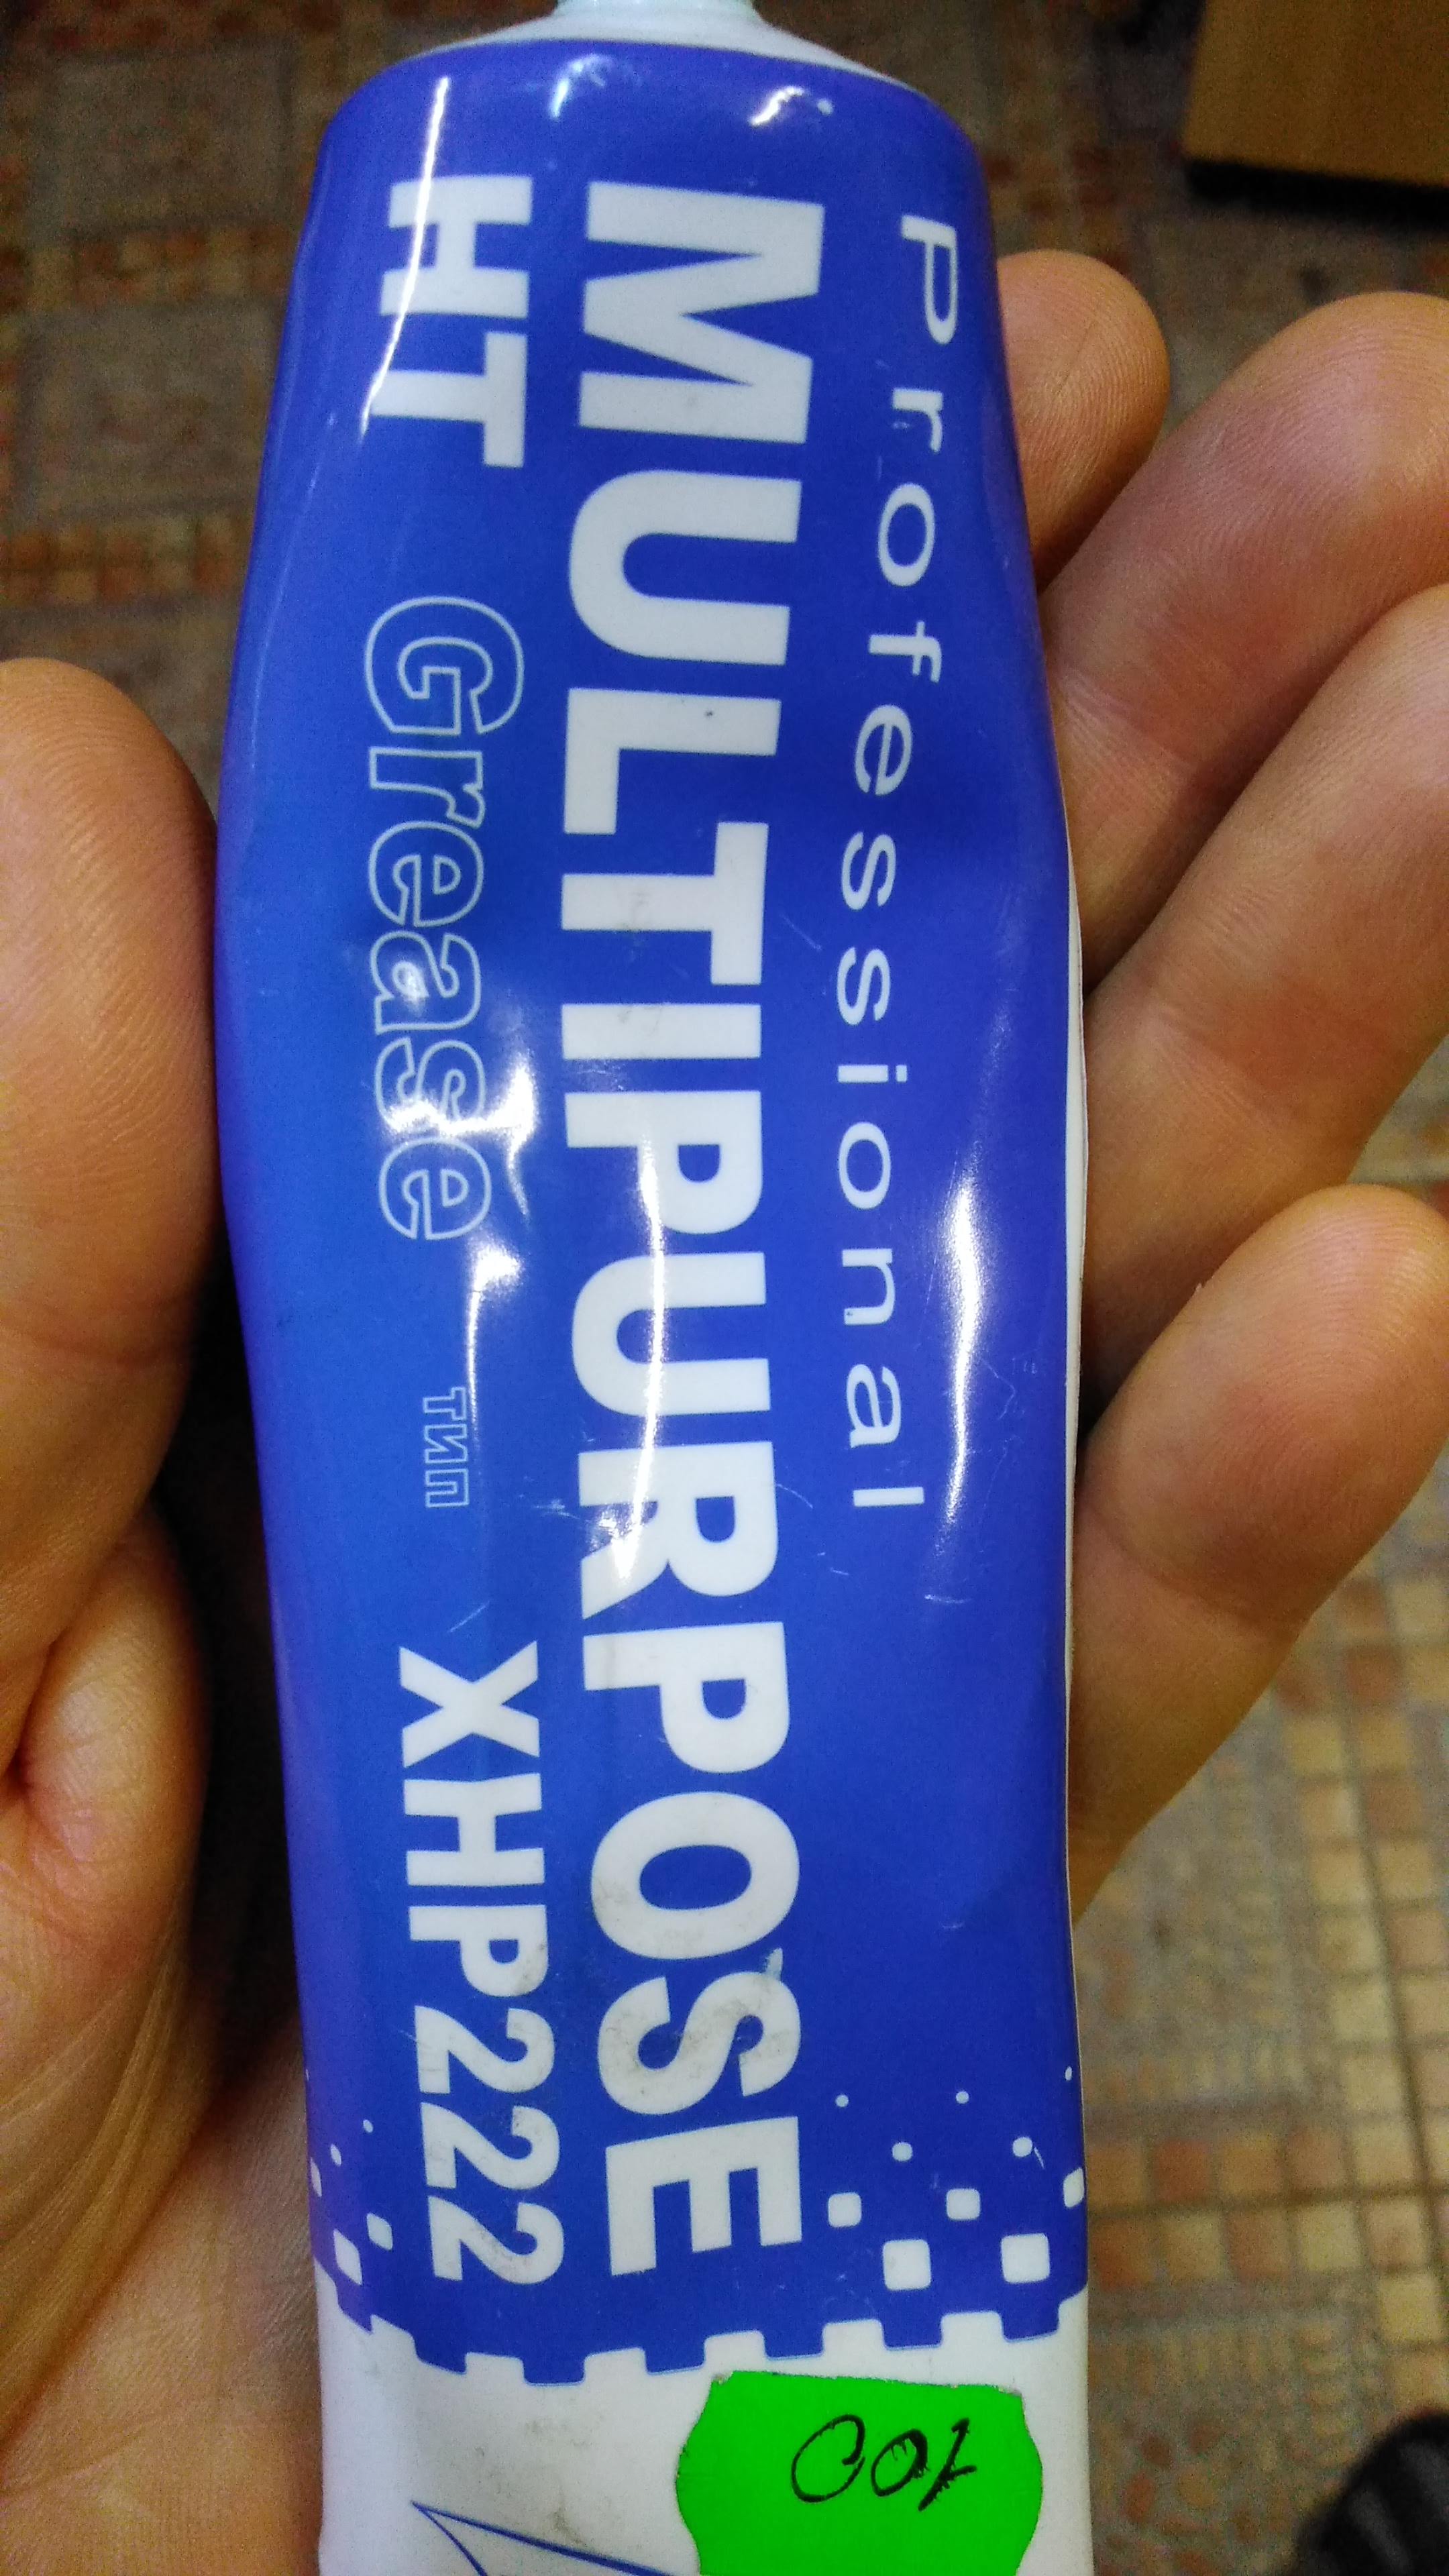 Professional
MULTIPURPOSE
HT Grease тип XHP222
100